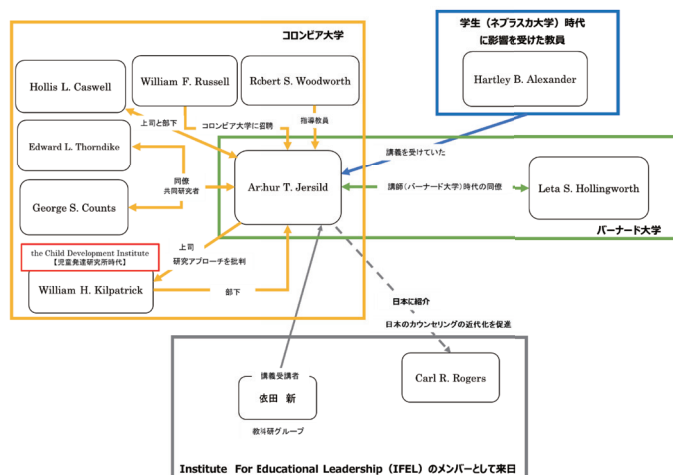 コロンビア大学
学生（ネブラスカ大学）時代
に影響を受けた教員
Hollis L. Caswell
William F. Russell
Robert S. Woodworth
Hartley B. Alexander
上司と部下
コロンビア大学に招聘
指導教員
Edward L. Thorndike
講義を受けていた
同僚
共同研究者
Arthur T. Jersild
講師（バーナード大学）時代の同僚
Leta S. Hollingworth
George S. Counts
バーナード大学
the Child Development Institute
【児童発達研究所時代】
上司
研究アプローチを批判
William H. Kilpatrick
部下
日本に紹介
日本のカウンセリングの近代化を促進
講義受講者
依田 新
Carl R. Rogers
教科研グループ
Institute For Educational Leadership（IFEL）のメンバーとして来日